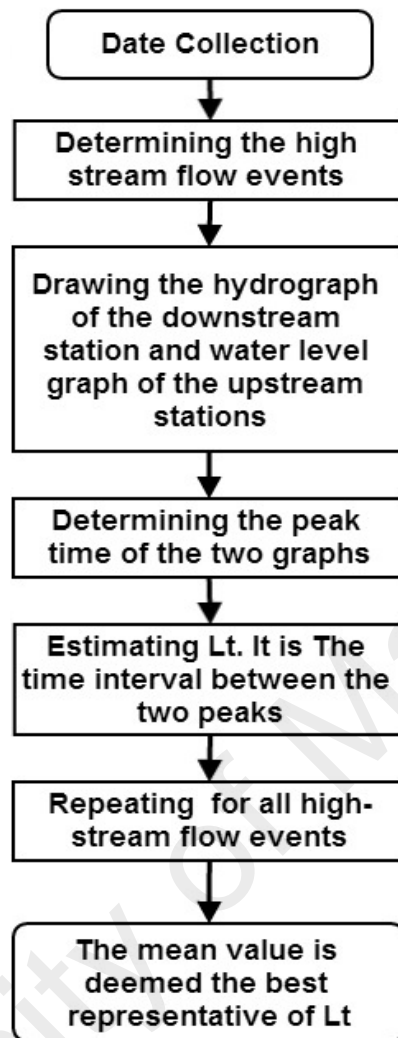 Date Collection
Determining the high
stream flow events
Drawing the hydrograph
of the downstream
station and water level
graph of the upstream
stations
Determining the peak
time of the two graphs
Estimating Lt. It is The
time interval between the
two peaks
Repeating for all high-
stream flow events
The mean value is
deemed the best
representative of Lt
ity of Ma